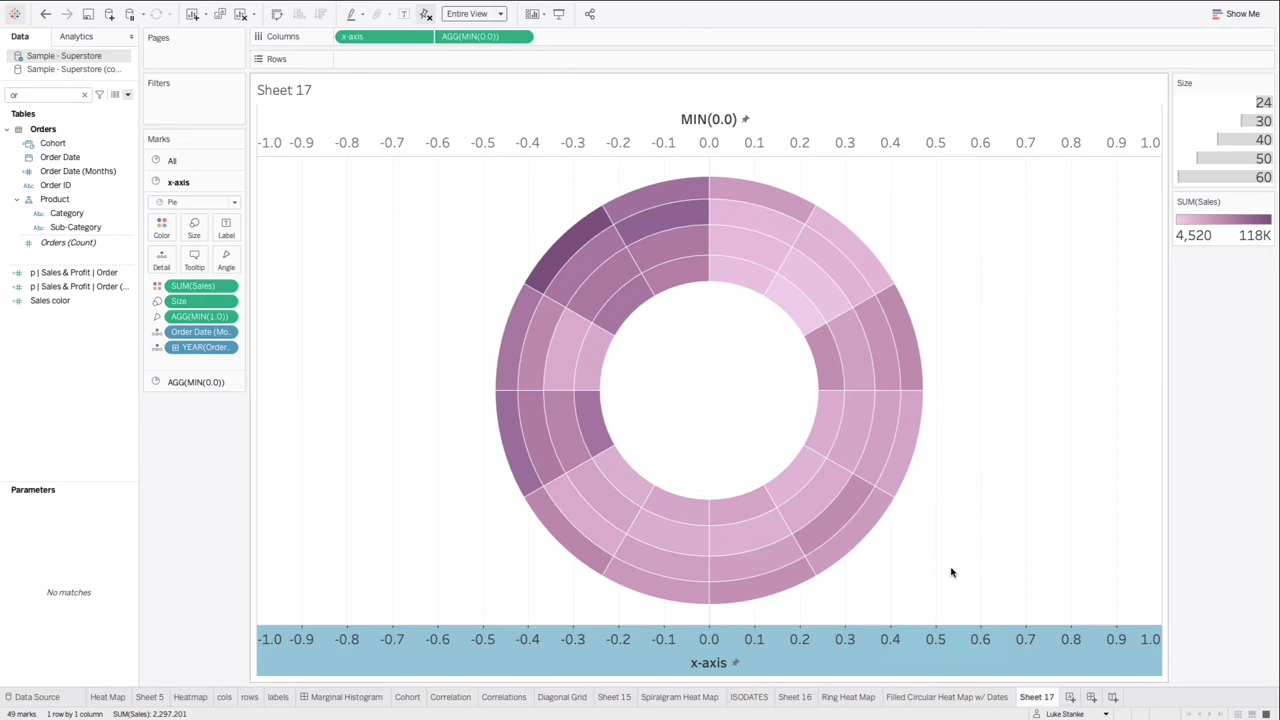 Entire View
Show Me
Data
Analytics
Pages
Columns
x-axis
AGG(MIN(0.0))
Rows
Sample - Superstore
Sample - Superstore (co...
or
Tables
Orders
Cohort
Order Date
Order Date (Months)
Order ID
Product
Category
Sub-Category
Orders (Count)
p | Sales & Profit | Order
p | Sales & Profit | Order (...
Sales color
Parameters
No matches
Filters
Marks
All
x-axis
Pie
Color
Size
Label
Detail
Tooltip
Angle
SUM(Sales)
Size
AGG(MIN(1.0))
Order Date (Mo..
YEAR(Order..
AGG(MIN(0.0))
Sheet 17
MIN(0.0)
-1.0 -0.9 -0.8 -0.7 -0.6 -0.5 -0.4 -0.3 -0.2 -0.1 0.0 0.1 0.2 0.3 0.4 0.5 0.6 0.7 0.8 0.9 1.0
-1.0 -0.9 -0.8 -0.7 -0.6 -0.5 -0.4 -0.3 -0.2 -0.1 0.0 0.1 0.2 0.3 0.4 0.5 0.6 0.7 0.8 0.9 1.0
x-axis
Size
24
30
40
50
60
SUM(Sales)
4,520 118K
Data Source Heat Map Sheet 5 Heatmap cols rows labels Marginal Histogram Cohort Correlation Correlations Diagonal Grid Sheet 15 Spiralgram Heat Map ISODATES Sheet 16 Ring Heat Map Filled Circular Heat Map w/ Dates Sheet 17
49 marks 1 row by 1 column SUM(Sales): 2,297,201 Luke Stanke